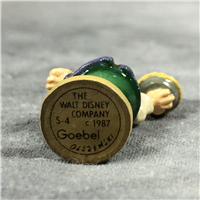 THE
WALT DISNEY
COMPANY
S-4 c.1987
Goebel